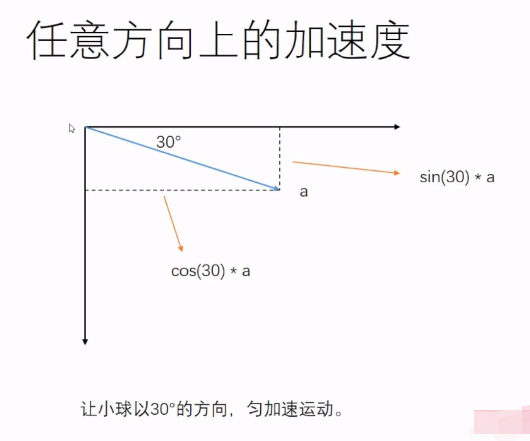 任意方向上的加速度
30°
sin(30) * a
a
cos(30) * a
让小球以30°的方向，匀加速运动。